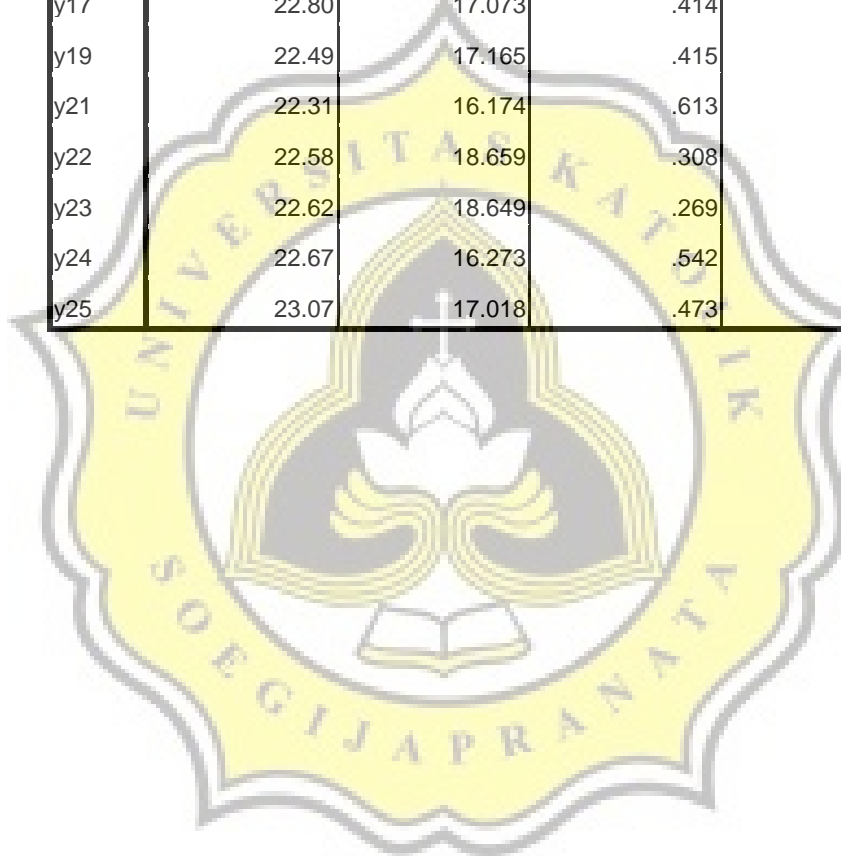 y17 22.80 17.073 .414
y19 22.49 17.165 .415
y21 22.31 16.174 .613
y22 22.58 18.659 .308
y23 22.62 18.649 .269
y24 22.67 16.273 .542
y25 23.07 17.018 .473
UNIVERSITAS KATOLIK
SOEGIJAPRANATA